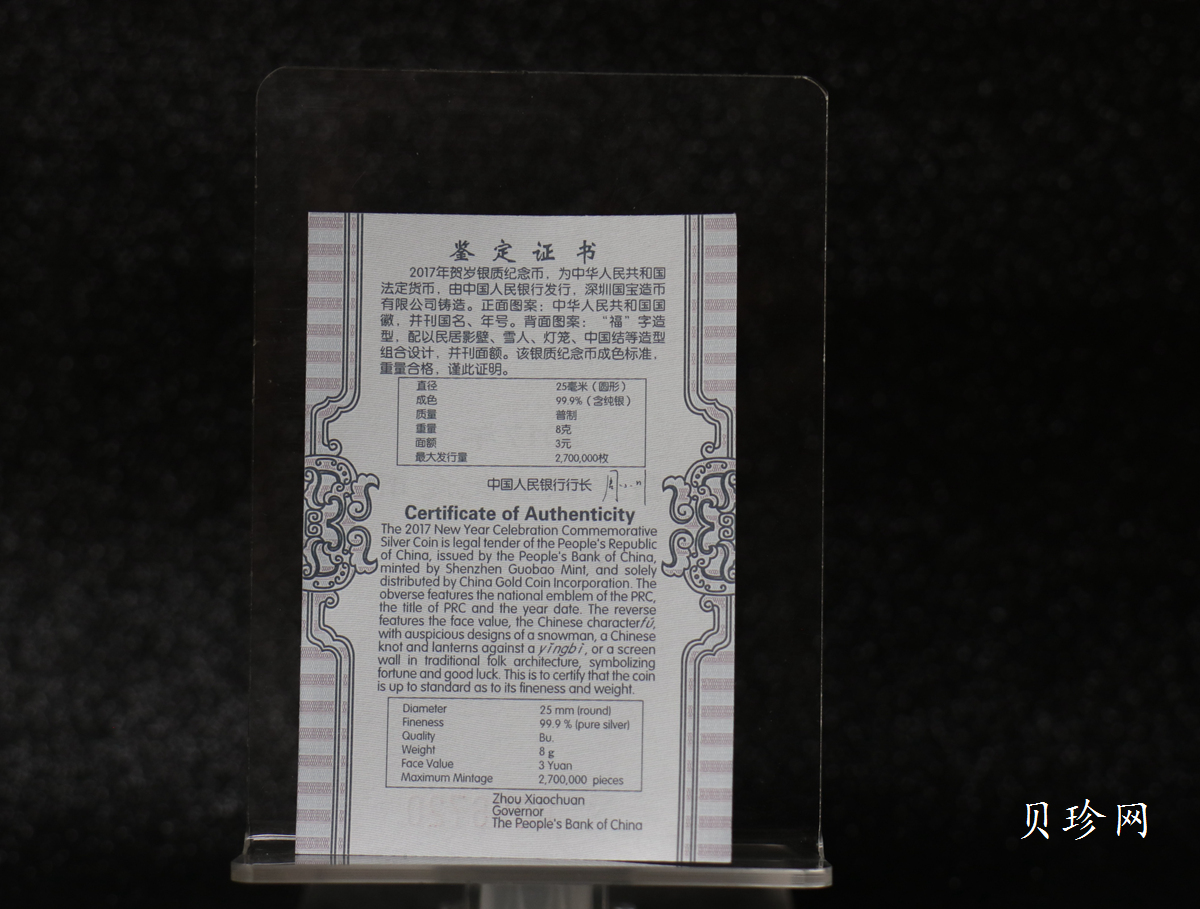 鉴定证书
2017年贺岁银质纪念币，为中华人民共和国
法定货币，由中国人民银行发行，深圳国宝造币
有限公司铸造。正面图案：中华人民共和国国
徽，并刊国名、年号。背面图案：“福”字造
型，配以民居影壁、雪人、灯笼、中国结等造型
组合设计，并刊面额。该银质纪念币成色标准，
重量合格，谨此证明。
直径 25毫米（圆形）
成色 99.9%（含纯银）
质量 普制
重量 8克
面额 3元
最大发行量 2,700,000枚
中国人民银行行长
Certificate of Authenticity
The 2017 New Year Celebration Commemorative
Silver Coin is legal tender of the People's Republic
of China, issued by the People's Bank of China,
minted by Shenzhen Guobao Mint, and solely
distributed by China Gold Coin Incorporation. The
obverse features the national emblem of the PRC,
the title of PRC and the year date. The reverse
features the face value, the Chinese character fú,
with auspicious designs of a snowman, a Chinese
knot and lanterns against a yǐngbì, or a screen
wall in traditional folk architecture, symbolizing
fortune and good luck. This is to certify that the coin
is up to standard as to its fineness and weight.
Diameter 25 mm (round)
Fineness 99.9 % (pure silver)
Quality Bu.
Weight 8 g
Face Value 3 Yuan
Maximum Mintage 2,700,000 pieces
Zhou Xiaochuan
Governor
The People's Bank of China
贝珍网